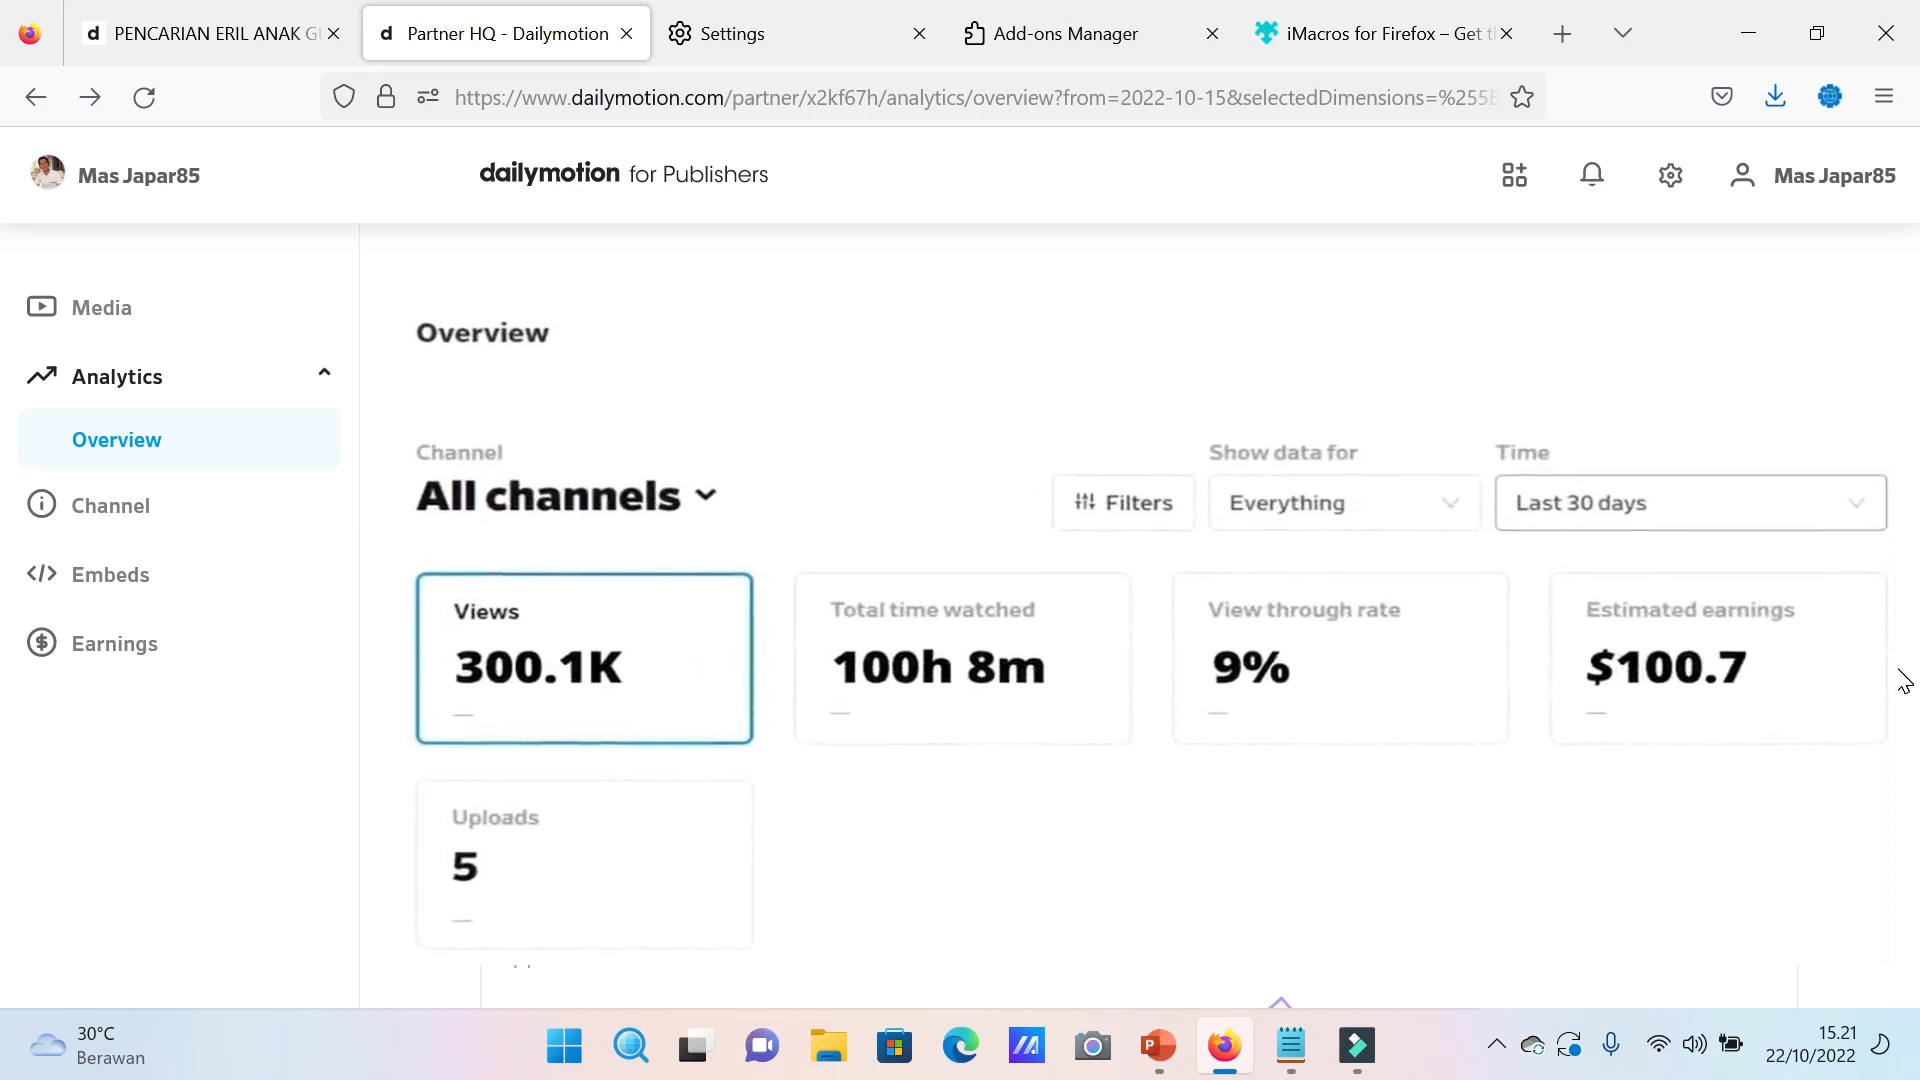 d PENCARIAN ERIL ANAK GU
d Partner HQ - Dailymotion
Settings
Add-ons Manager
iMacros for Firefox – Get t
https://www.dailymotion.com/partner/x2kf67h/analytics/overview?from=2022-10-15&selectedDimensions=%255B
Mas Japar85
dailymotion for Publishers
Mas Japar85
Media
Analytics
Overview
Channel
Embeds
Earnings
Overview
Channel
All channels
Filters
Show data for
Everything
Time
Last 30 days
Views
300.1K
Total time watched
100h 8m
View through rate
9%
Estimated earnings
$100.7
Uploads
5
30°C
Berawan
15.21
22/10/2022